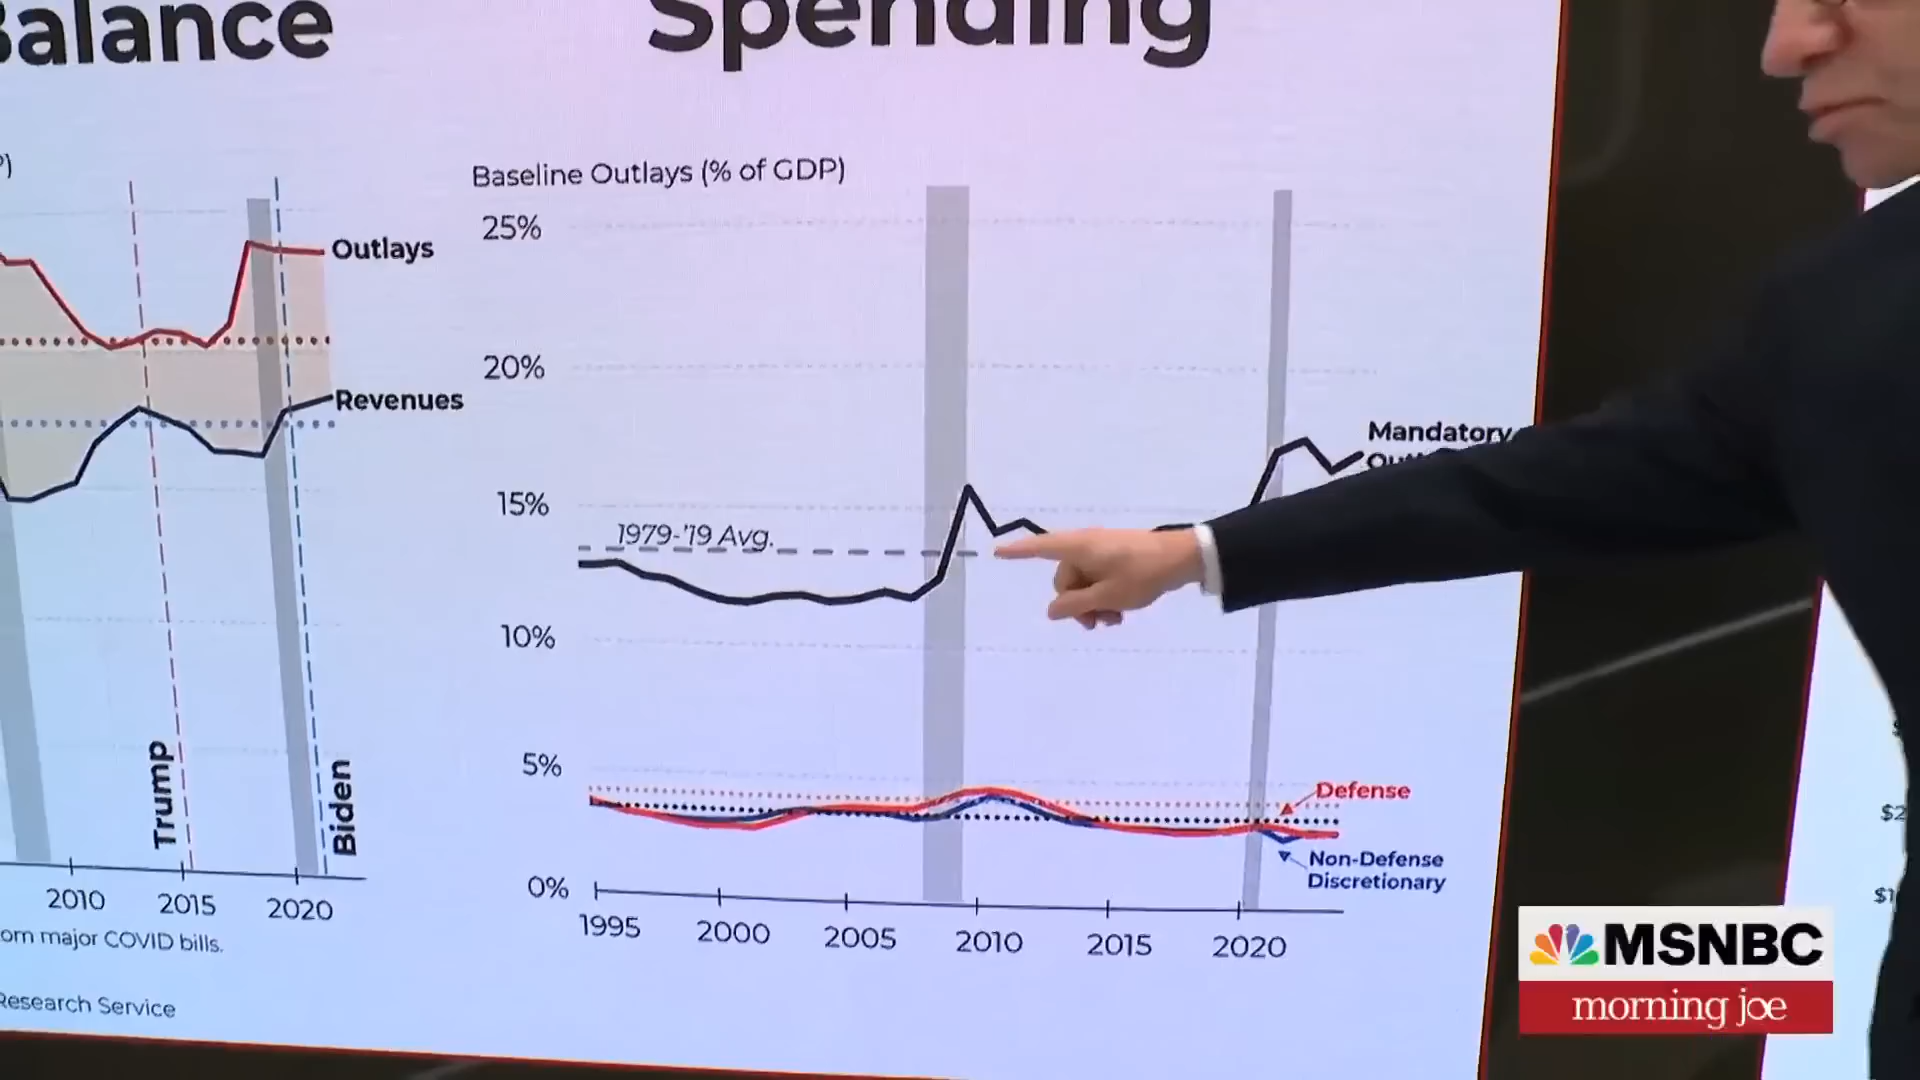 Balance
Spending
Baseline Outlays (% of GDP)
25%
20%
15%
10%
5%
0%
1979-'19 Avg.
Mandatory
Outlays
Revenues
Trump
Biden
2010
2015
2020
Defense
Non-Defense
Discretionary
1995
2000
2005
2010
2015
2020
om major COVID bills.
Research Service
MSNBC
morning joe